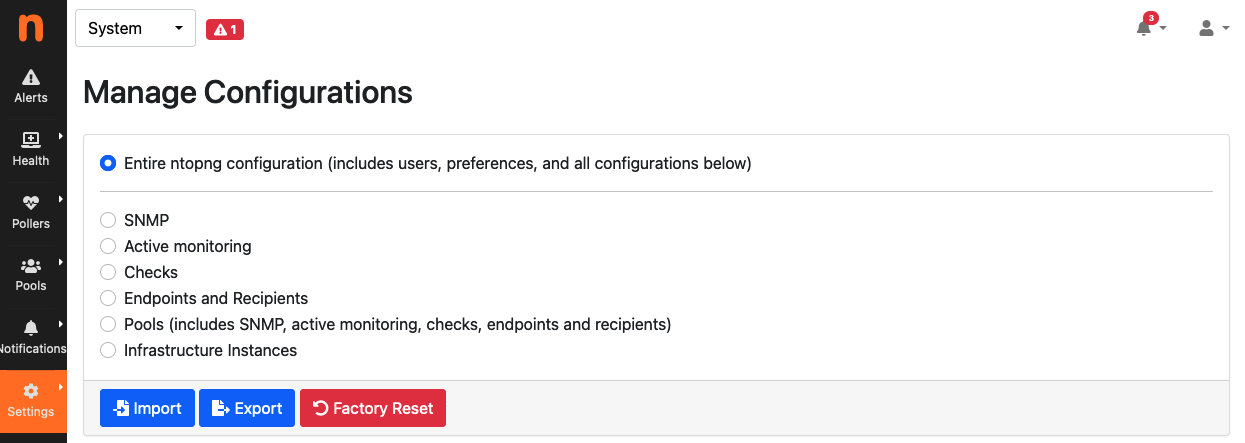 n
System
1
3
Alerts
Health
Pollers
Pools
Notifications
Settings
Manage Configurations
Entire ntopng configuration (includes users, preferences, and all configurations below)
SNMP
Active monitoring
Checks
Endpoints and Recipients
Pools (includes SNMP, active monitoring, checks, endpoints and recipients)
Infrastructure Instances
Import
Export
Factory Reset